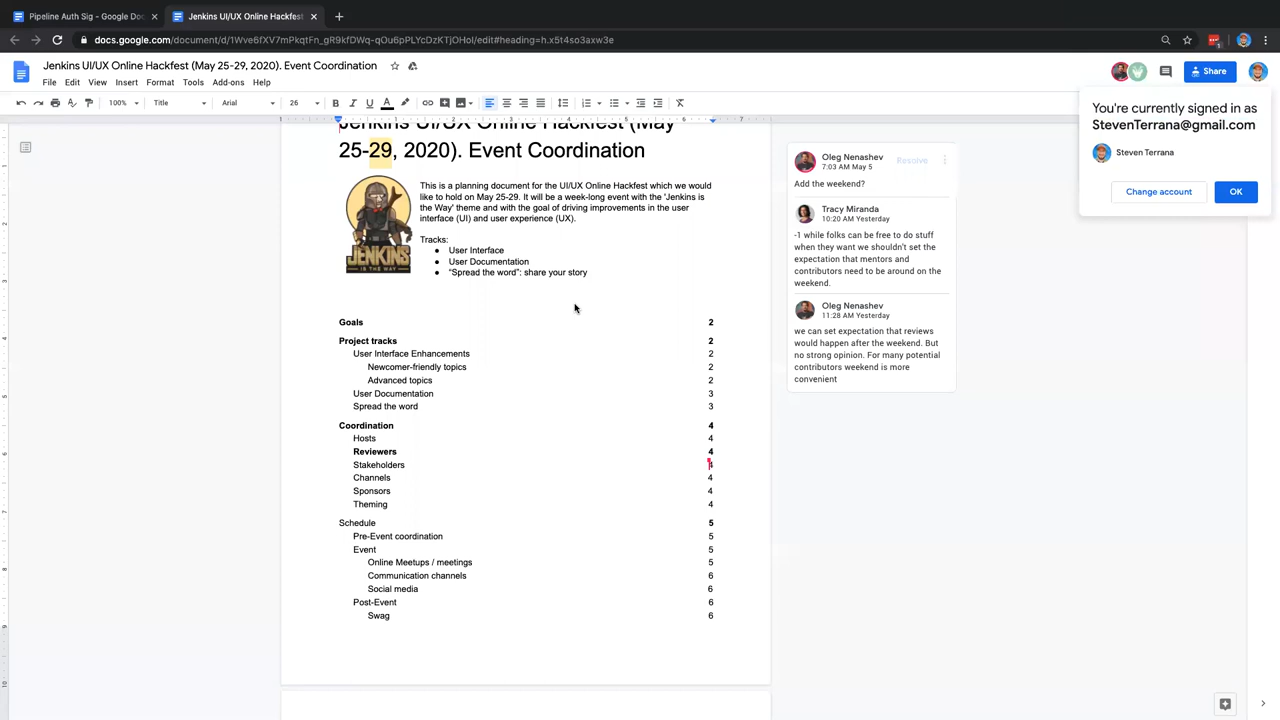 Pipeline Auth Sig - Google Doc
Jenkins UI/UX Online Hackfest
docs.google.com/document/d/1Wve6fXV7mPkqtFn_gR9kfDWq-qOu6pPLYcDzKTjOHoI/edit#heading=h.x5t4so3axw3e
Jenkins UI/UX Online Hackfest (May 25-29, 2020). Event Coordination
File Edit View Insert Format Tools Add-ons Help
Share
100% Title Arial 26
You're currently signed in as
StevenTerrana@gmail.com
Steven Terrana
Change account OK
Jenkins UI/UX Online Hackfest (May
25-29, 2020). Event Coordination
This is a planning document for the UI/UX Online Hackfest which we would
like to hold on May 25-29. It will be a week-long event with the 'Jenkins is
the Way' theme and with the goal of driving improvements in the user
interface (UI) and user experience (UX).
Tracks:
● User Interface
● User Documentation
● “Spread the word”: share your story
JENKINS
IS THE WAY
Goals 2
Project tracks 2
User Interface Enhancements 2
Newcomer-friendly topics 2
Advanced topics 2
User Documentation 3
Spread the word 3
Coordination 4
Hosts 4
Reviewers 4
Stakeholders 4
Channels 4
Sponsors 4
Theming 4
Schedule 5
Pre-Event coordination 5
Event 5
Online Meetups / meetings 5
Communication channels 6
Social media 6
Post-Event 6
Swag 6
Oleg Nenashev
7:03 AM May 5
Resolve
Add the weekend?
Tracy Miranda
10:20 AM Yesterday
-1 while folks can be free to do stuff
when they want we shouldn't set the
expectation that mentors and
contributors need to be around on the
weekend.
Oleg Nenashev
11:28 AM Yesterday
we can set expectation that reviews
would happen after the weekend. But
no strong opinion. For many potential
contributors weekend is more
convenient